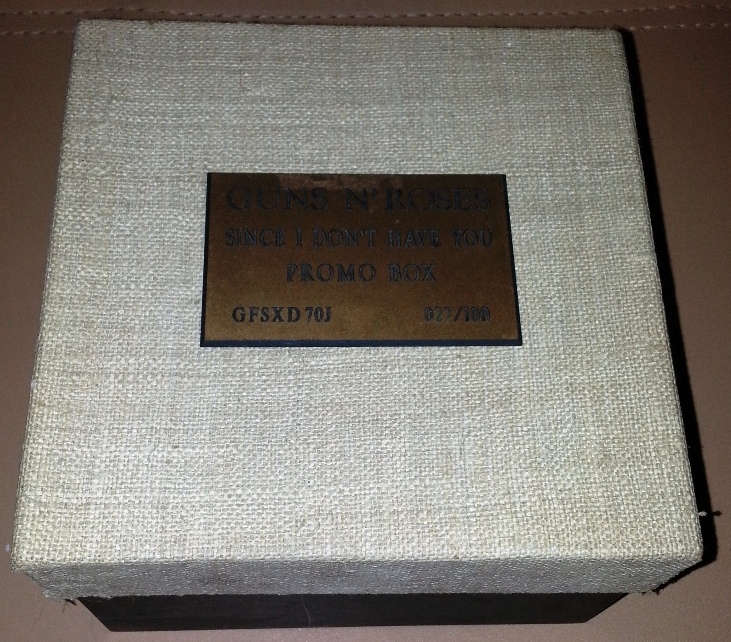 GUNS N' ROSES
SINCE I DON'T HAVE YOU
PROMO BOX
GFSXD 70J